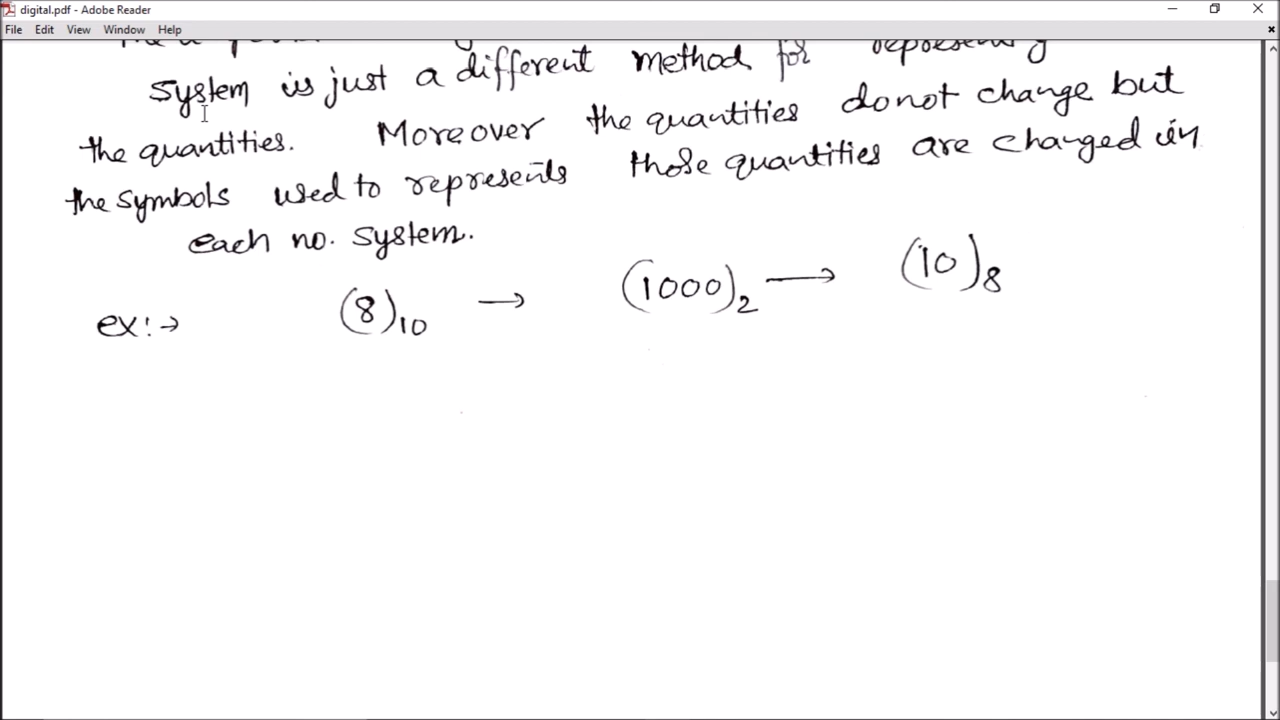 digital.pdf - Adobe Reader
File Edit View Window Help
system is just a different method for
the quantities. Moreover the quantities donot change but
the symbols used to represents those quantities are changed in
each no. system.
ex:→ (8)10 → (1000)2 → (10)8